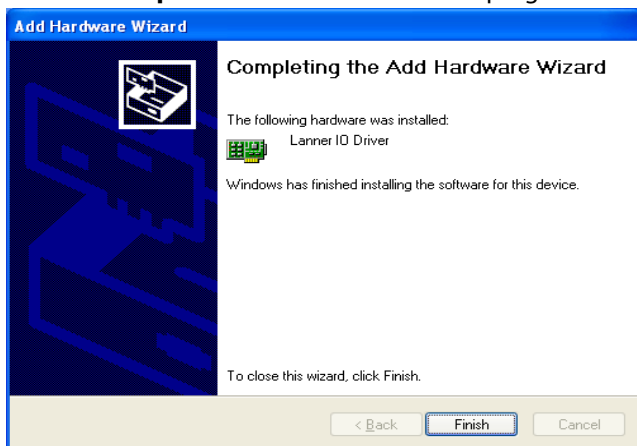 Add Hardware Wizard
Completing the Add Hardware Wizard
The following hardware was installed:
Lanner IO Driver
Windows has finished installing the software for this device.
To close this wizard, click Finish.
< Back Finish Cancel